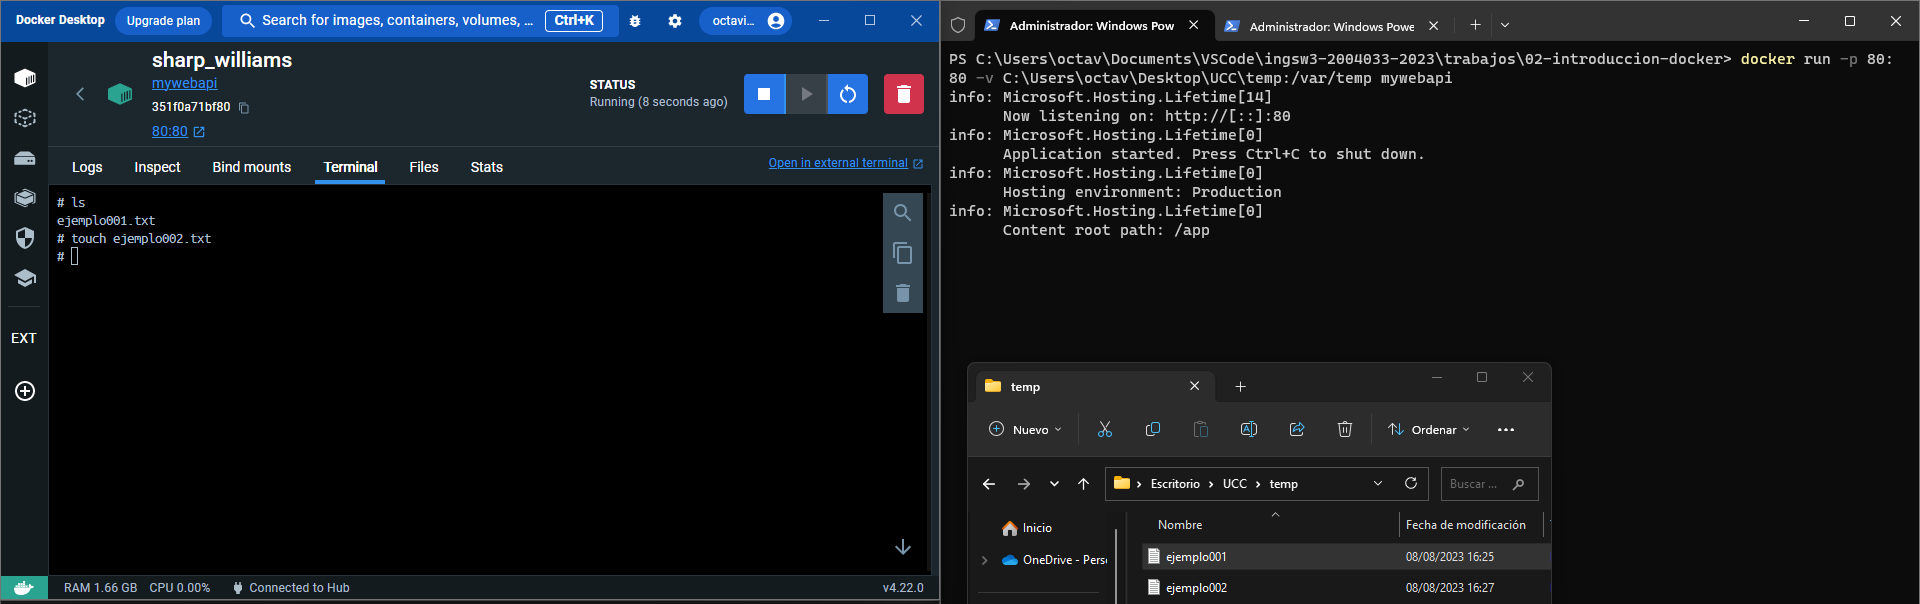 Docker Desktop
Upgrade plan
Search for images, containers, volumes, ...
Ctrl+K
octavi...
sharp_williams
mywebapi
351f0a71bf80
80:80
STATUS
Running (8 seconds ago)
Logs
Inspect
Bind mounts
Terminal
Files
Stats
Open in external terminal
# ls
ejemplo001.txt
# touch ejemplo002.txt
#
EXT
RAM 1.66 GB
CPU 0.00%
Connected to Hub
v4.22.0
Administrador: Windows Pow
Administrador: Windows Powe
PS C:\Users\octav\Documents\VSCode\ingsw3-2004033-2023\trabajos\02-introduccion-docker> docker run -p 80:
80 -v C:\Users\octav\Desktop\UCC\temp:/var/temp mywebapi
info: Microsoft.Hosting.Lifetime[14]
Now listening on: http://[::]:80
info: Microsoft.Hosting.Lifetime[0]
Application started. Press Ctrl+C to shut down.
info: Microsoft.Hosting.Lifetime[0]
Hosting environment: Production
info: Microsoft.Hosting.Lifetime[0]
Content root path: /app
temp
Nuevo
Ordenar
Escritorio > UCC > temp
Buscar ...
Inicio
OneDrive - Pers
Nombre
Fecha de modificación
ejemplo001
08/08/2023 16:25
ejemplo002
08/08/2023 16:27